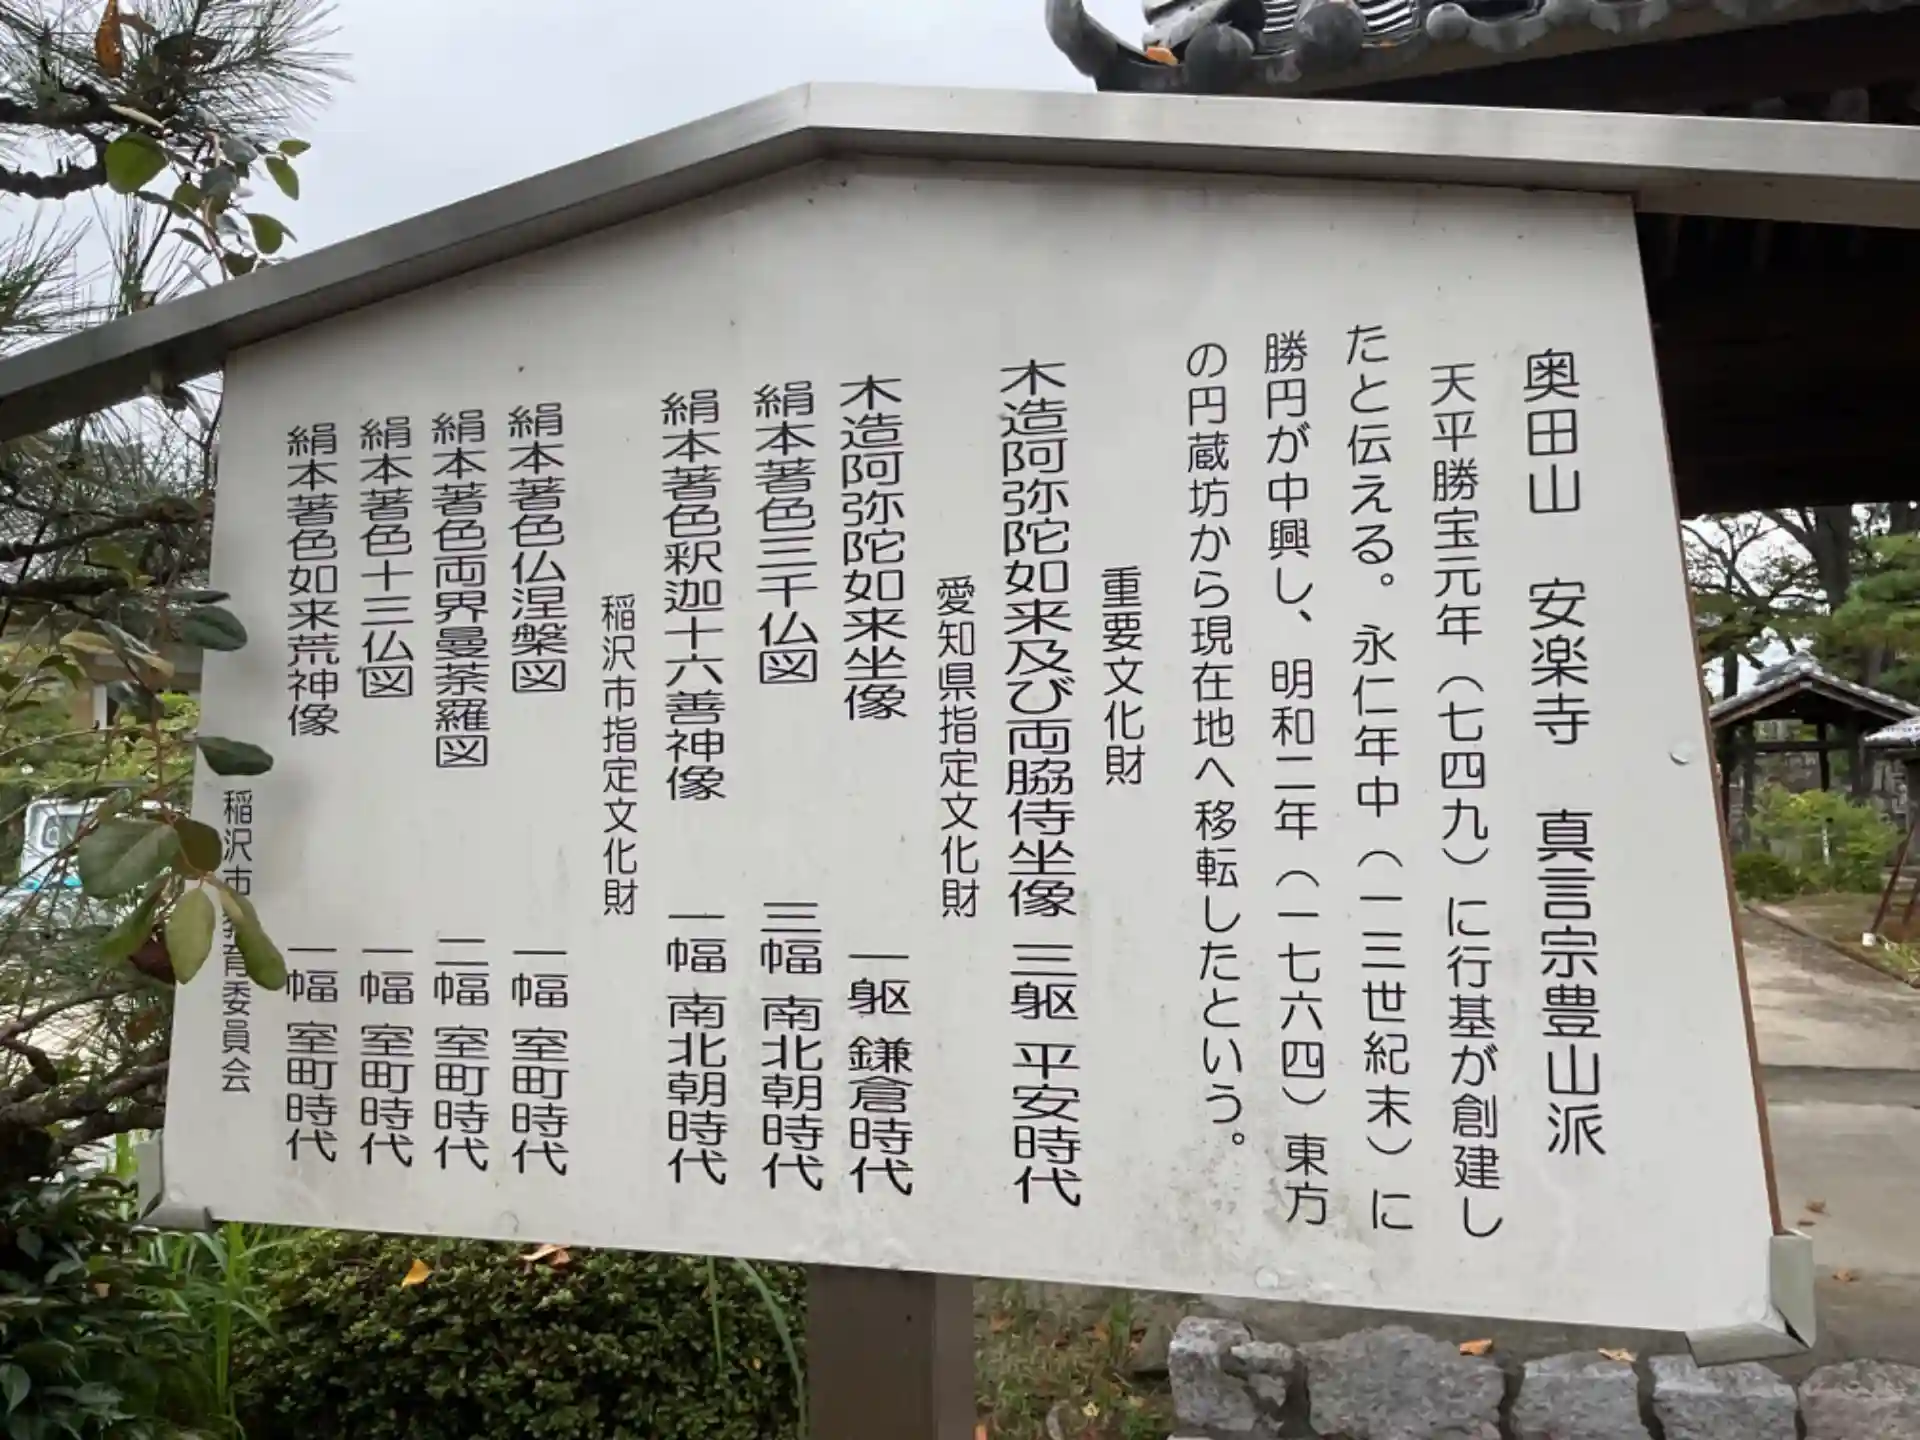 奥田山　安楽寺　真言宗豊山派
天平勝宝元年（七四九）に行基が創建し
たと伝える。永仁年中（一三世紀末）に
勝円が中興し、明和二年（一七六四）東方
の円蔵坊から現在地へ移転したという。
重要文化財
木造阿弥陀如来及び両脇侍坐像　三躯　平安時代
愛知県指定文化財
木造阿弥陀如来坐像　一躯　鎌倉時代
絹本著色三千仏図　三幅　南北朝時代
絹本著色釈迦十六善神像　一幅　南北朝時代
稲沢市指定文化財
絹本著色仏涅槃図　一幅　室町時代
絹本著色両界曼荼羅図　二幅　室町時代
絹本著色十三仏図　一幅　室町時代
絹本著色如来荒神像　一幅　室町時代
稲沢市教育委員会